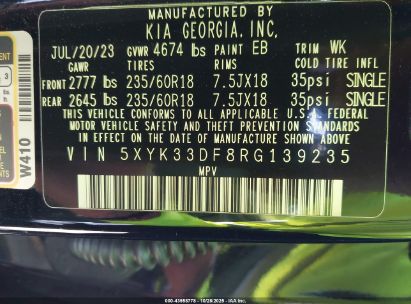 MFD BY
KIA GEORGIA, INC.
JUL/20/23 GVWR 4674 lbs PAINT EB TRIM WK
GAWR TIRES RIMS COLD TIRE INFL
FRONT 2777 lbs 235/60R18 7.5JX18 35psi SINGLE
REAR 2645 lbs 235/60R18 7.5JX18 35psi SINGLE
THIS VEHICLE CONFORMS TO ALL APPLICABLE U.S.A. FEDERAL
MOTOR VEHICLE SAFETY AND THEFT PREVENTION STANDARDS
IN EFFECT ON THE DATE OF MANUFACTURE SHOWN ABOVE.
VIN 5XYK33DF8RG139235
MPV
W410